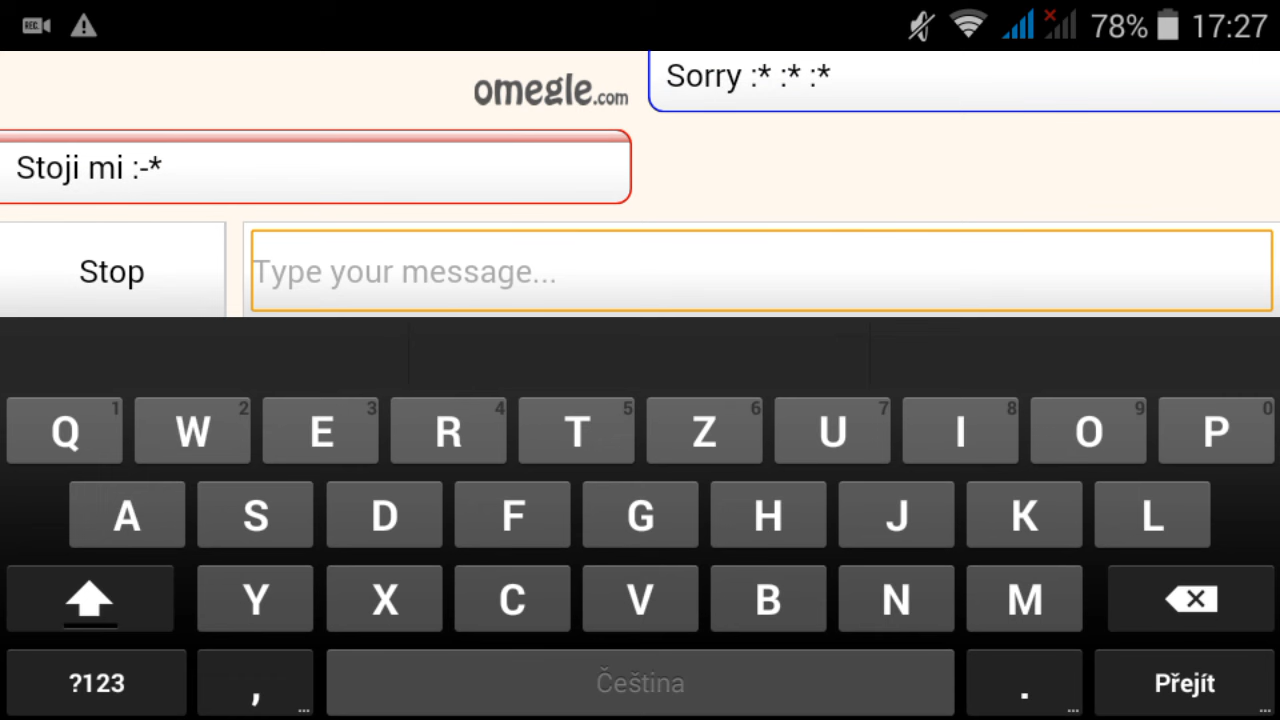 REC
78% 17:27
omegle.com
Sorry :* :* :*
Stoji mi :-*
Stop
Type your message...
Q 1 W 2 E 3 R 4 T 5 Z 6 U 7 I 8 O 9 P 0
A S D F G H J K L
Y X C V B N M
?123 , ... Čeština . ... Přejít ...